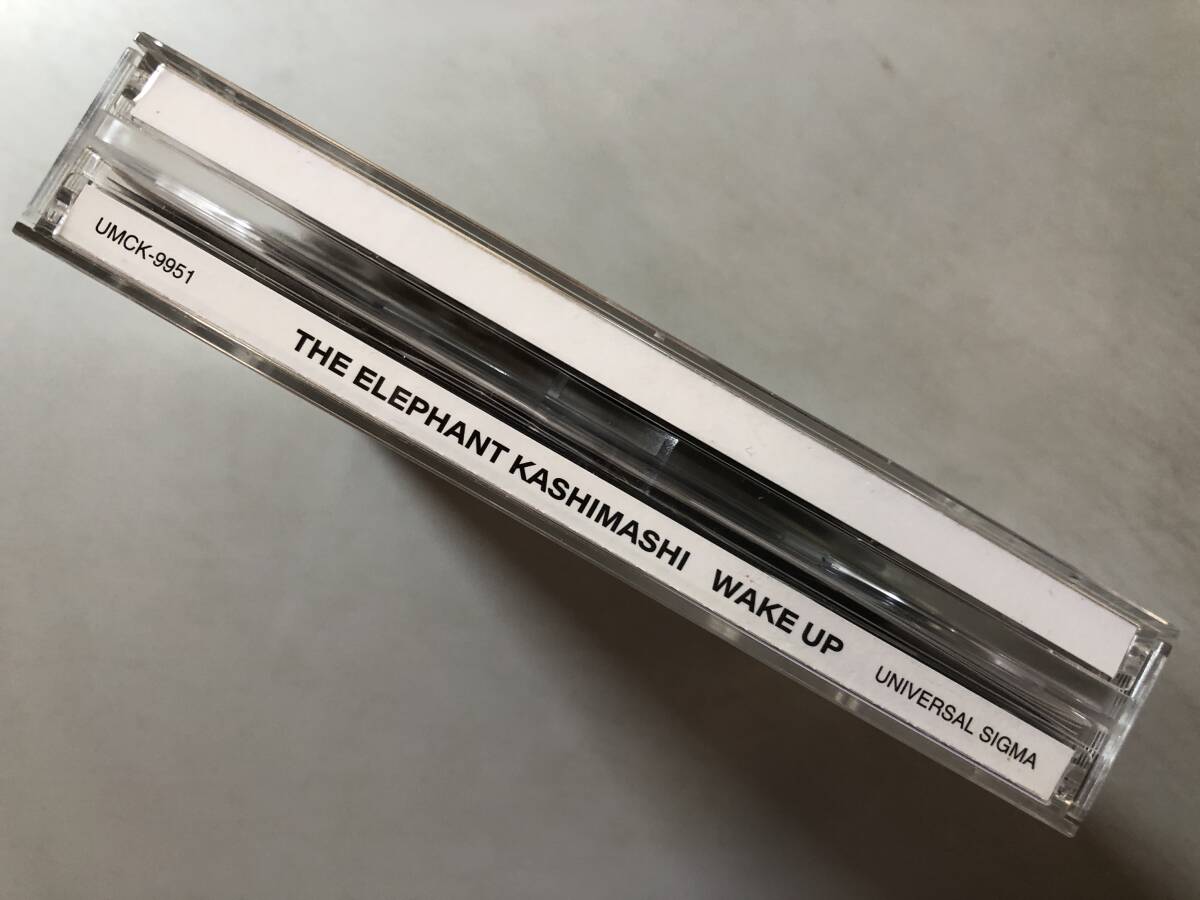 UMCK-9951 THE ELEPHANT KASHIMASHI WAKE UP UNIVERSAL SIGMA